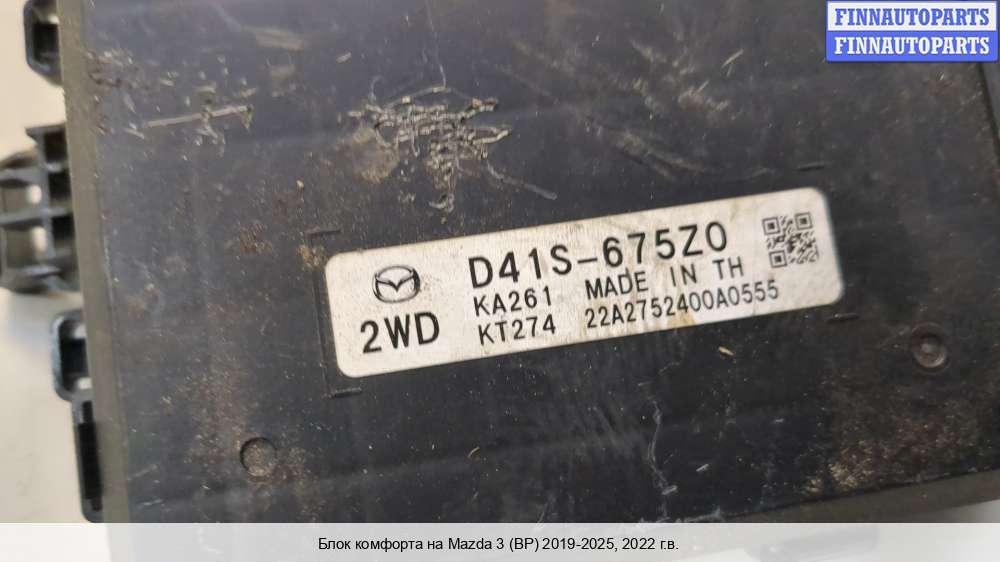 FINNAUTOPARTS
FINNAUTOPARTS
D41S-675Z0
KA261 MADE IN TH
2WD KT274 22A2752400A0555
Блок комфорта на Mazda 3 (BP) 2019-2025, 2022 г.в.